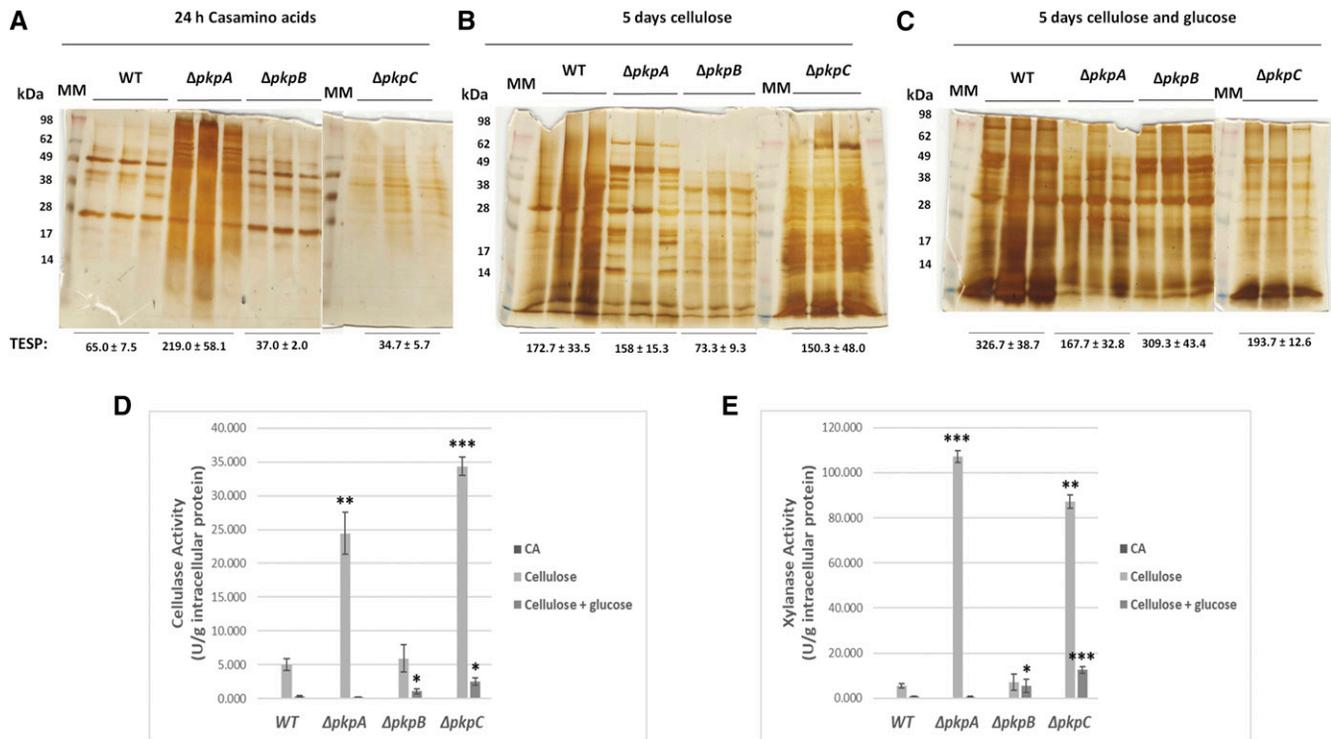 A
24 h Casamino acids
WT
ΔpkpA
ΔpkpB
ΔpkpC
MM
MM
kDa
98
62
49
38
28
17
14
TESP:
65.0 ± 7.5
219.0 ± 58.1
37.0 ± 2.0
34.7 ± 5.7
B
5 days cellulose
WT
ΔpkpA
ΔpkpB
ΔpkpC
MM
MM
kDa
98
62
49
38
28
17
14
172.7 ± 33.5
158 ± 15.3
73.3 ± 9.3
150.3 ± 48.0
C
5 days cellulose and glucose
WT
ΔpkpA
ΔpkpB
ΔpkpC
MM
MM
kDa
98
62
49
38
28
17
14
326.7 ± 38.7
167.7 ± 32.8
309.3 ± 43.4
193.7 ± 12.6
D
Cellulase Activity
(U/g intracellular protein)
40.000
35.000
30.000
25.000
20.000
15.000
10.000
5.000
0.000
**
*
***
*
WT
ΔpkpA
ΔpkpB
ΔpkpC
CA
Cellulose
Cellulose + glucose
E
Xylanase Activity
(U/g intracellular protein)
120.000
100.000
80.000
60.000
40.000
20.000
0.000
***
*
**
***
WT
ΔpkpA
ΔpkpB
ΔpkpC
CA
Cellulose
Cellulose + glucose